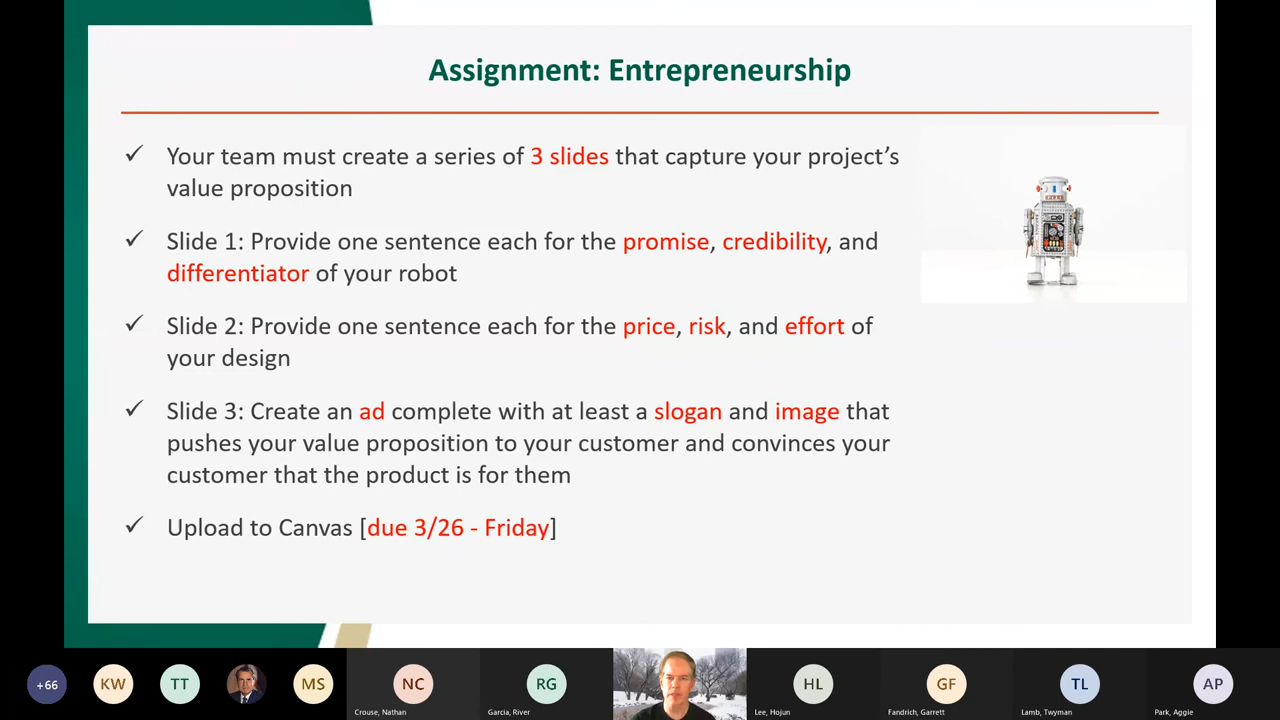 Assignment: Entrepreneurship
✓ Your team must create a series of 3 slides that capture your project's
value proposition
✓ Slide 1: Provide one sentence each for the promise, credibility, and
differentiator of your robot
✓ Slide 2: Provide one sentence each for the price, risk, and effort of
your design
✓ Slide 3: Create an ad complete with at least a slogan and image that
pushes your value proposition to your customer and convinces your
customer that the product is for them
✓ Upload to Canvas [due 3/26 - Friday]
+66
KW
TT
MS
NC
Crouse, Nathan
RG
Garcia, River
HL
Lee, Hojun
GF
Fandrich, Garrett
TL
Lamb, Twyman
AP
Park, Aggie